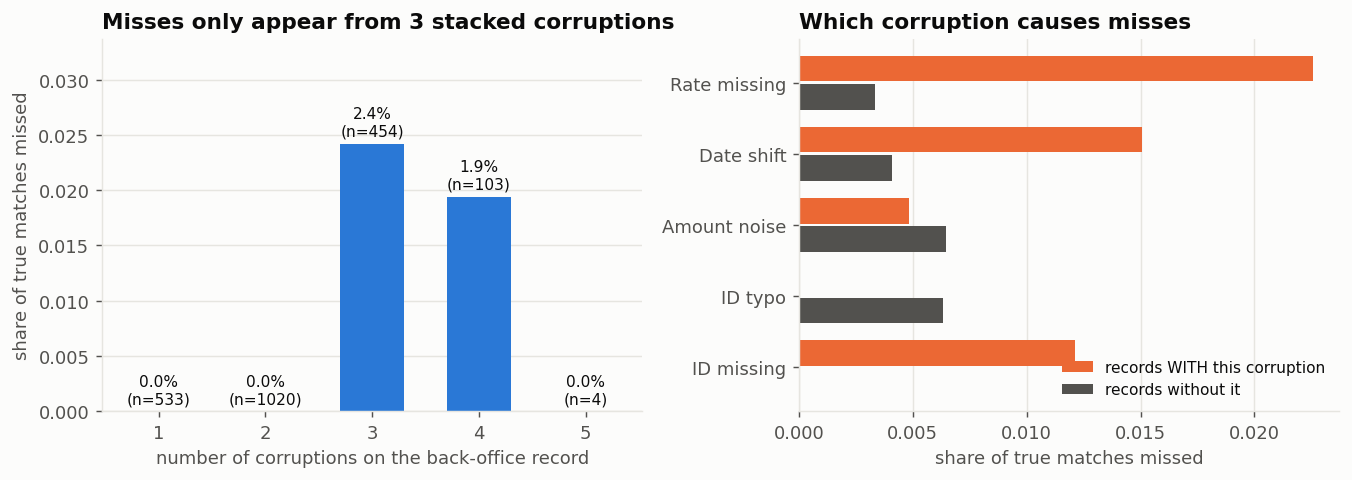 Misses only appear from 3 stacked corruptions
share of true matches missed
0.030
0.025
0.020
0.015
0.010
0.005
0.000
0.0%
(n=533)
0.0%
(n=1020)
2.4%
(n=454)
1.9%
(n=103)
0.0%
(n=4)
1 2 3 4 5
number of corruptions on the back-office record
Which corruption causes misses
Rate missing
Date shift
Amount noise
ID typo
ID missing
records WITH this corruption
records without it
0.000 0.005 0.010 0.015 0.020
share of true matches missed